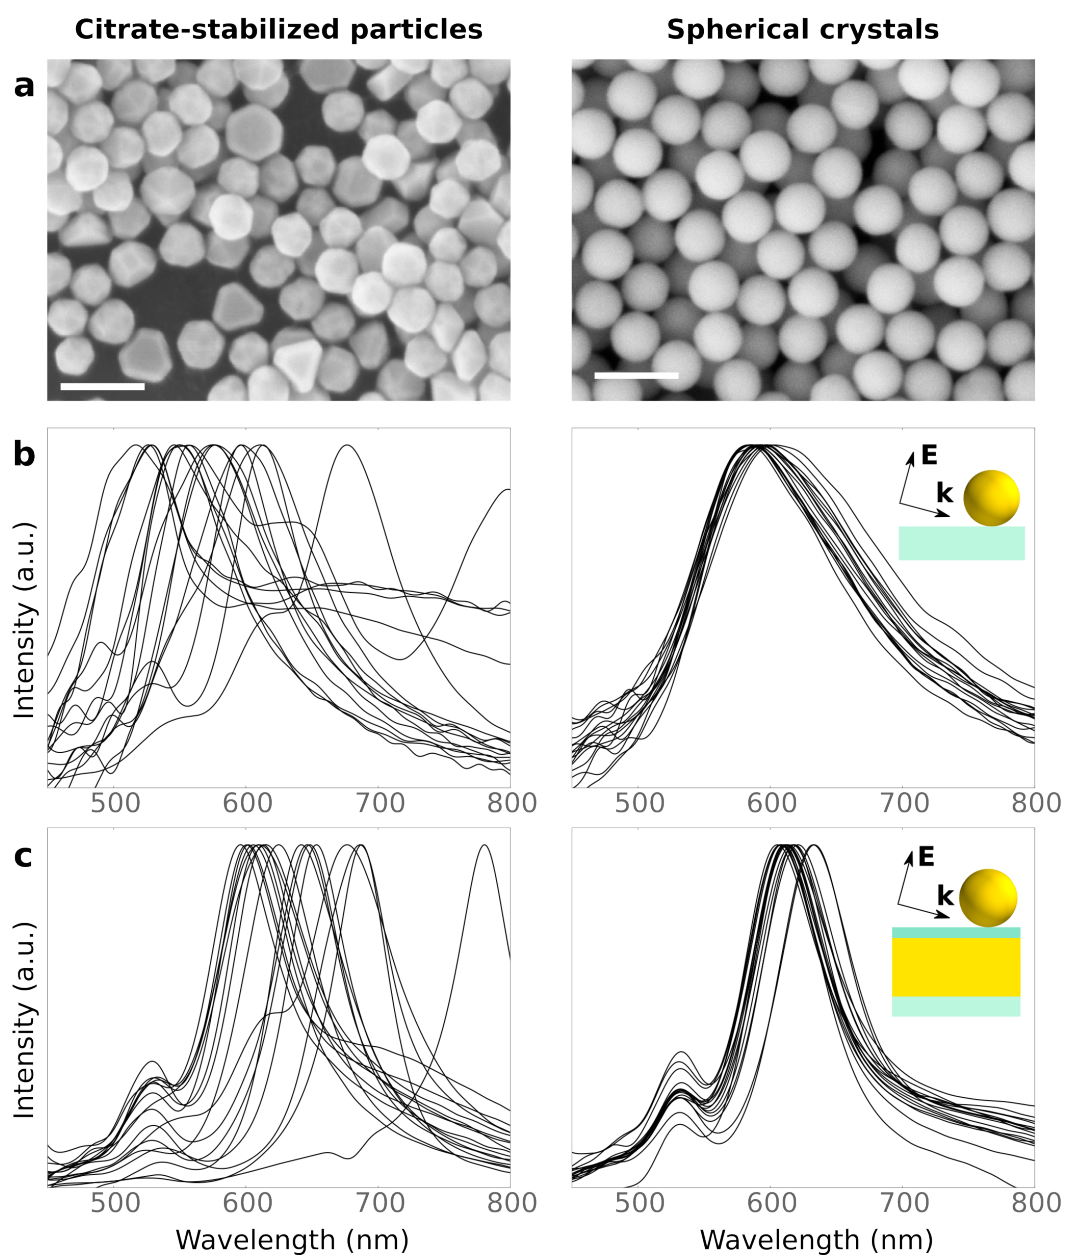 Citrate-stabilized particles
Spherical crystals
a
b
Intensity (a.u.)
500 600 700 800
E
k
500 600 700 800
c
Intensity (a.u.)
500 600 700 800
Wavelength (nm)
E
k
500 600 700 800
Wavelength (nm)